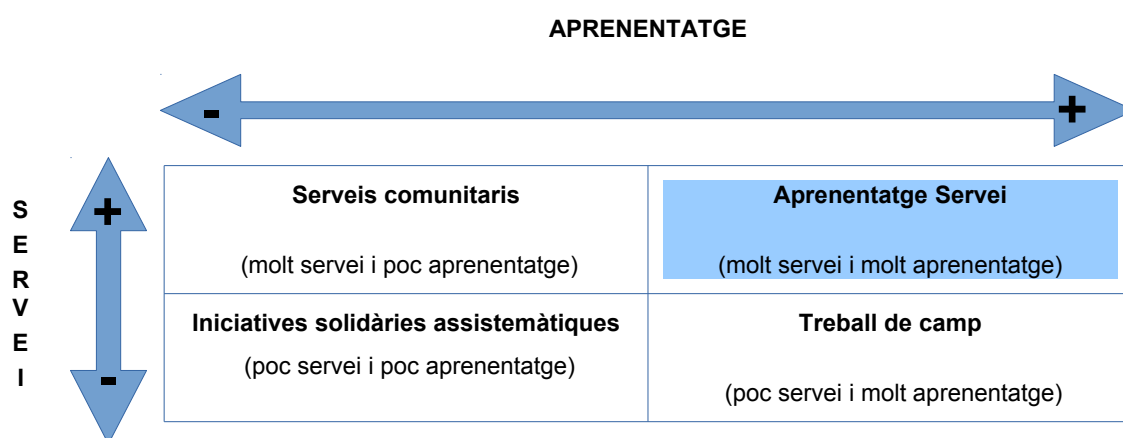 APRENENTATGE
- +
SERVEI
+
-
Serveis comunitaris
(molt servei i poc aprenentatge)
Aprenentatge Servei
(molt servei i molt aprenentatge)
Iniciatives solidàries assistemàtiques
(poc servei i poc aprenentatge)
Treball de camp
(poc servei i molt aprenentatge)